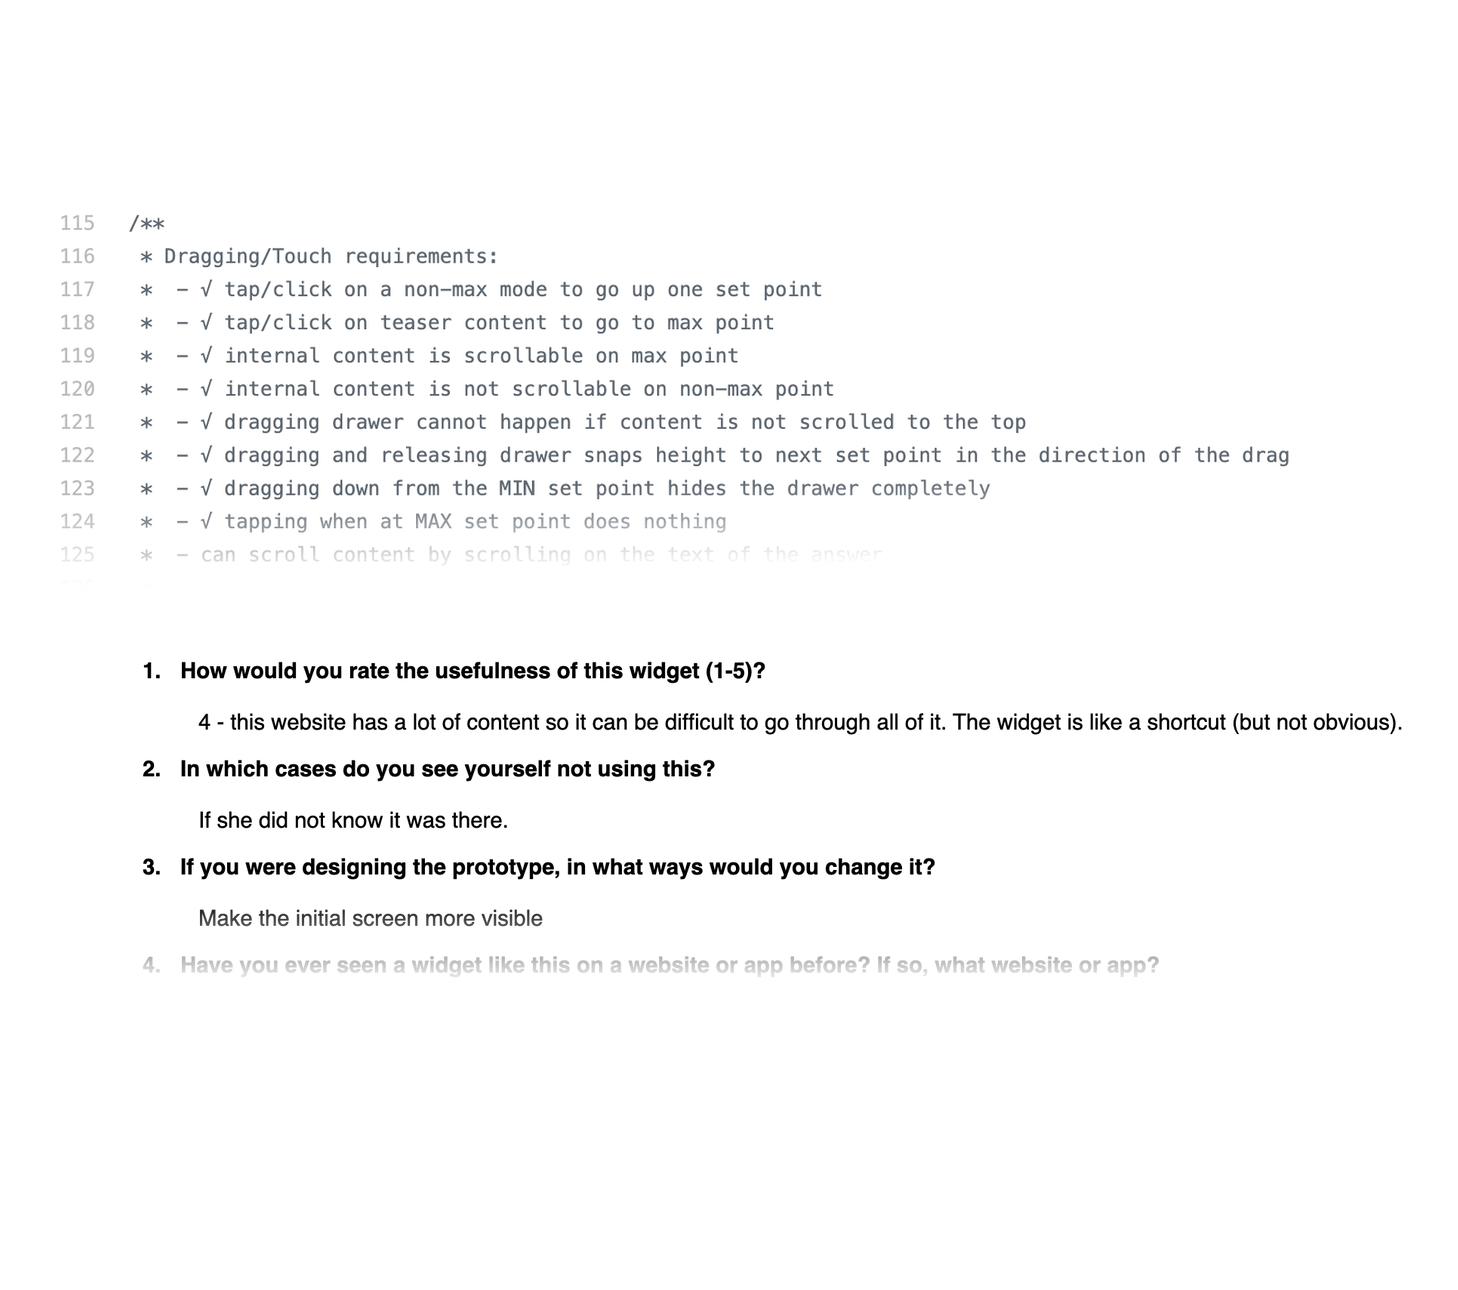 115 /**
116 * Dragging/Touch requirements:
117 * – √ tap/click on a non–max mode to go up one set point
118 * – √ tap/click on teaser content to go to max point
119 * – √ internal content is scrollable on max point
120 * – √ internal content is not scrollable on non–max point
121 * – √ dragging drawer cannot happen if content is not scrolled to the top
122 * – √ dragging and releasing drawer snaps height to next set point in the direction of the drag
123 * – √ dragging down from the MIN set point hides the drawer completely
124 * – √ tapping when at MAX set point does nothing
125 * – can scroll content by scrolling on the text of the answer
1. How would you rate the usefulness of this widget (1-5)?
4 - this website has a lot of content so it can be difficult to go through all of it. The widget is like a shortcut (but not obvious).
2. In which cases do you see yourself not using this?
If she did not know it was there.
3. If you were designing the prototype, in what ways would you change it?
Make the initial screen more visible
4. Have you ever seen a widget like this on a website or app before? If so, what website or app?